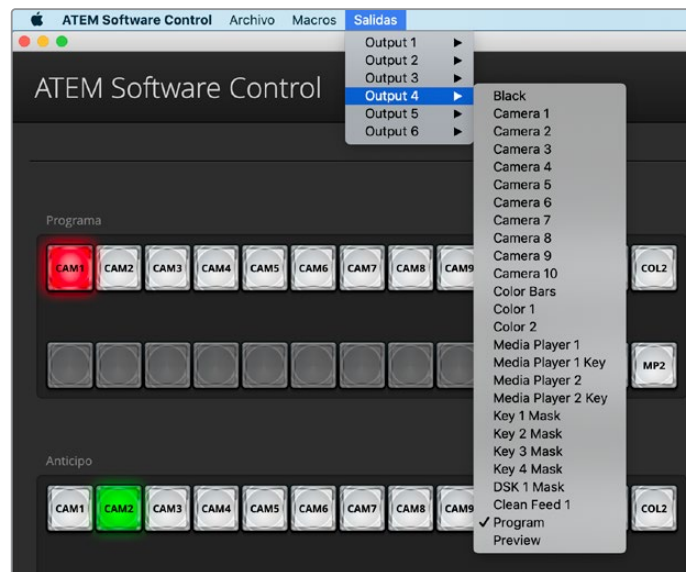 ATEM Software Control Archivo Macros Salidas
Output 1
Output 2
Output 3
Output 4
Output 5
Output 6
ATEM Software Control
Black
Camera 1
Camera 2
Camera 3
Camera 4
Camera 5
Camera 6
Camera 7
Camera 8
Camera 9
Camera 10
Color Bars
Color 1
Color 2
Media Player 1
Media Player 1 Key
Media Player 2
Media Player 2 Key
Key 1 Mask
Key 2 Mask
Key 3 Mask
Key 4 Mask
DSK 1 Mask
Clean Feed 1
✓ Program
Preview
Programa
CAM1 CAM2 CAM3 CAM4 CAM5 CAM6 CAM7 CAM8 CAM9 COL2
MP2
Anticipo
CAM1 CAM2 CAM3 CAM4 CAM5 CAM6 CAM7 CAM8 CAM9 COL2